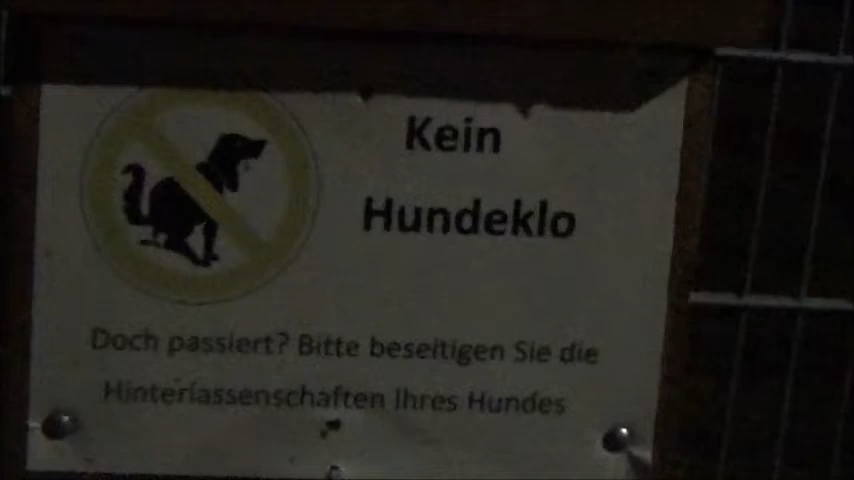 Kein
Hundeklo
Doch passiert? Bitte beseitigen Sie die
Hinterlassenschaften Ihres Hundes